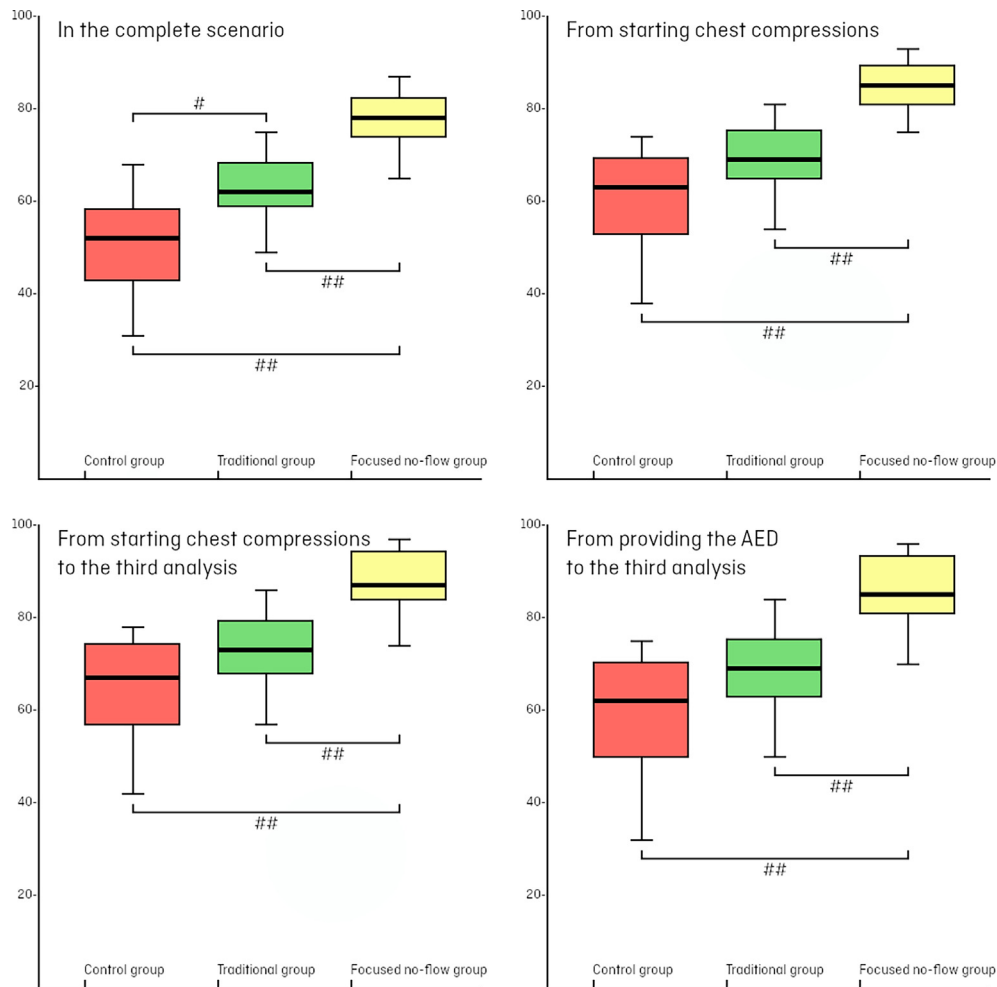 In the complete scenario
100-
80-
60-
40-
20-
#
##
##
Control group
Traditional group
Focused no-flow group
From starting chest compressions
100-
80-
60-
40-
20-
##
##
Control group
Traditional group
Focused no-flow group
From starting chest compressions
to the third analysis
100-
80-
60-
40-
20-
##
##
Control group
Traditional group
Focused no-flow group
From providing the AED
to the third analysis
100-
80-
60-
40-
20-
##
##
Control group
Traditional group
Focused no-flow group